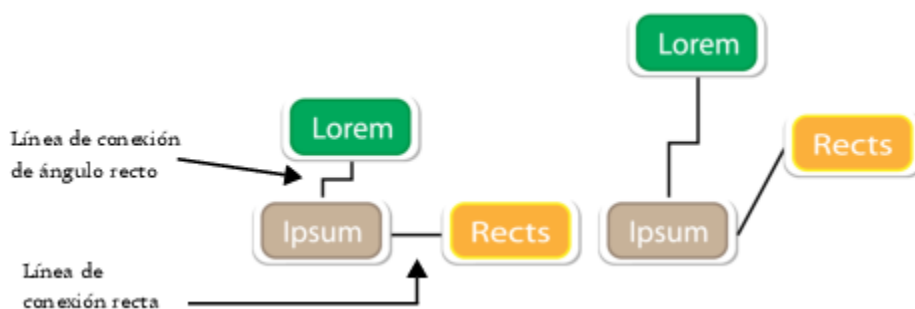 Lorem
Lorem
Línea de conexión
de ángulo recto
Rects
Ipsum
Rects
Ipsum
Línea de
conexión recta